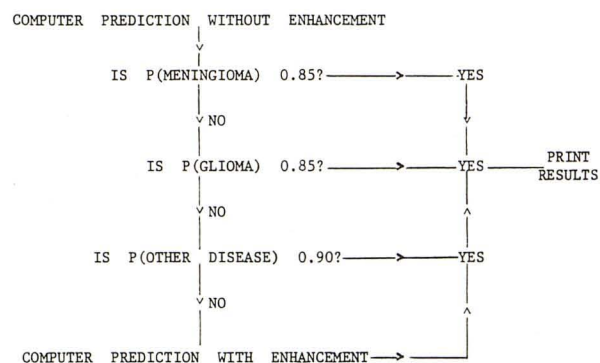 COMPUTER PREDICTION WITHOUT ENHANCEMENT
IS P(MENINGIOMA) 0.85? YES
NO
IS P(GLIOMA) 0.85? YES
PRINT
RESULTS
NO
IS P(OTHER DISEASE) 0.90? YES
NO
COMPUTER PREDICTION WITH ENHANCEMENT